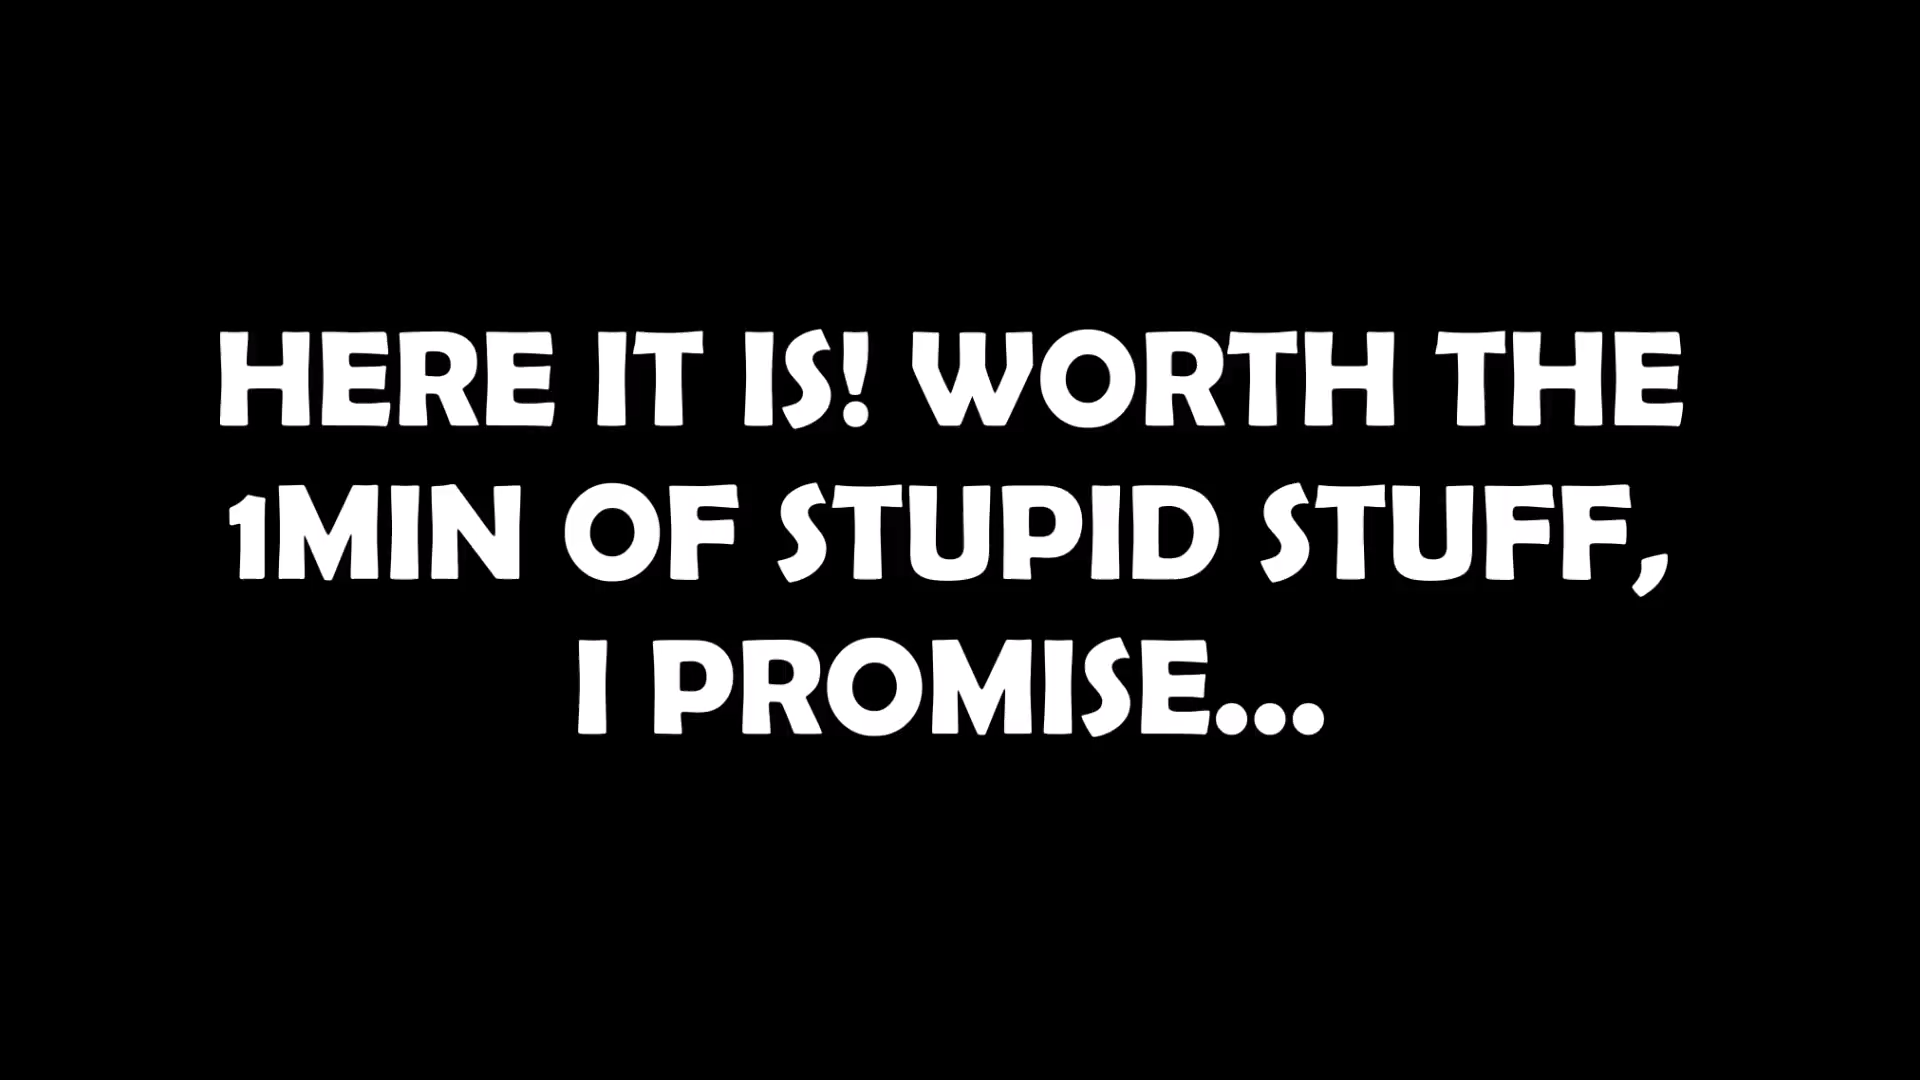 HERE IT IS! WORTH THE
1MIN OF STUPID STUFF,
I PROMISE...